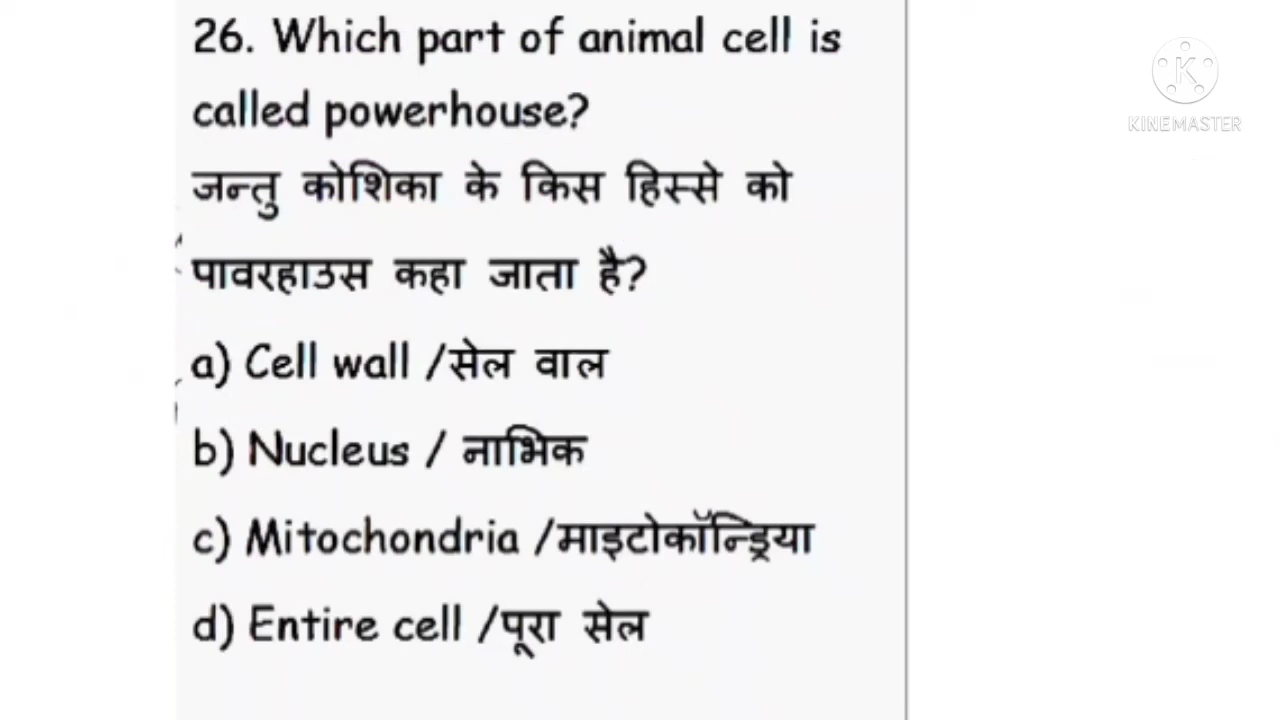 26. Which part of animal cell is
called powerhouse?
जन्तु कोशिका के किस हिस्से को
पावरहाउस कहा जाता है?
a) Cell wall /सेल वाल
b) Nucleus / नाभिक
c) Mitochondria /माइटोकॉन्ड्रिया
d) Entire cell /पूरा सेल
K
KINEMASTER